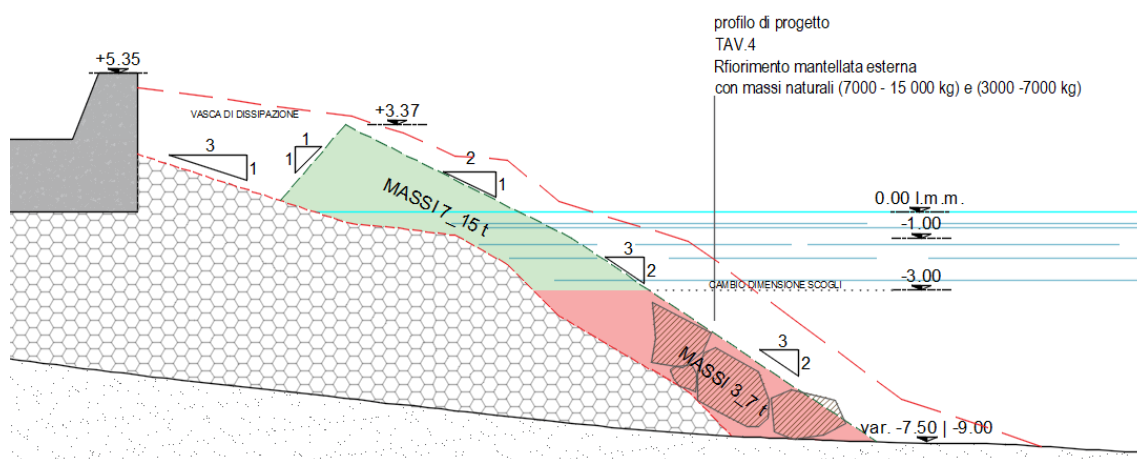 profilo di progetto
TAV.4
Rfiorimento mantellata esterna
con massi naturali (7000 - 15 000 kg) e (3000 -7000 kg)
+5.35
VASCA DI DISSIPAZIONE
+3.37
3
1
1
1
2
1
MASSI 7_15 t
0.00 l.m.m.
-1.00
3
2
-3.00
CAMBIO DIMENSIONE SCOGLI
3
2
MASSI 3_7 t
var. -7.50 | -9.00